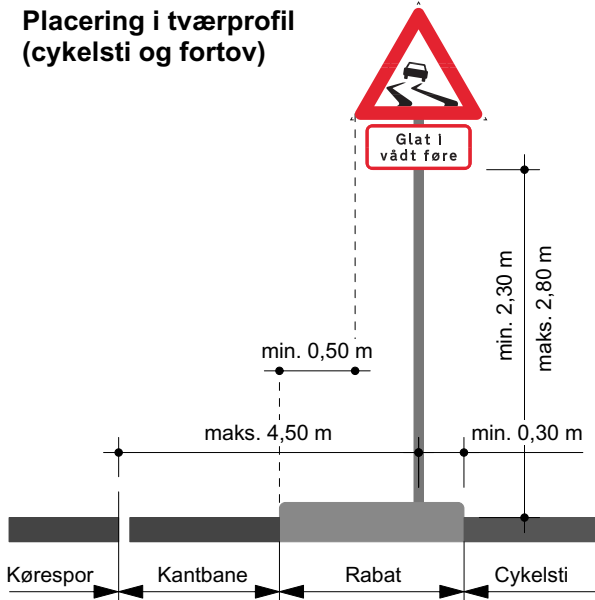 Placering i tværprofil
(cykelsti og fortov)
Glat i
vådt føre
min. 2,30 m
maks. 2,80 m
min. 0,50 m
maks. 4,50 m
min. 0,30 m
Kørespor
Kantbane
Rabat
Cykelsti